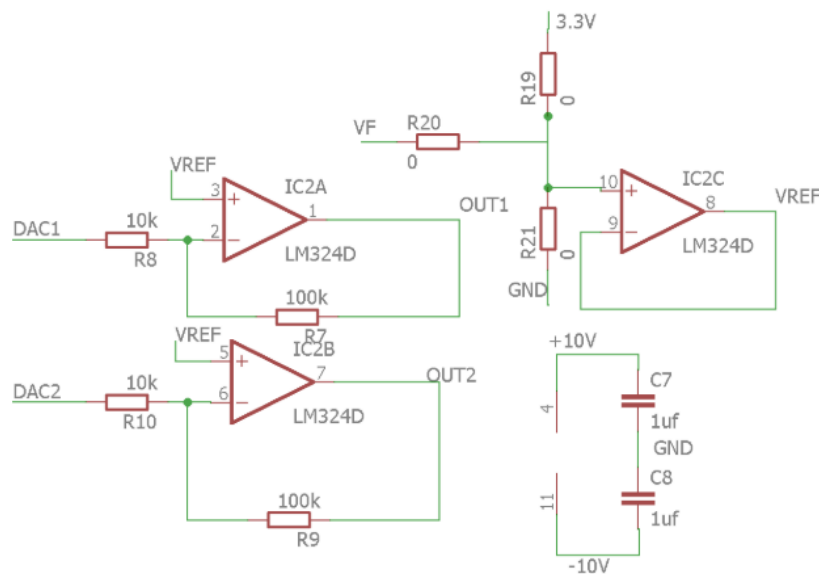 3.3V
R19
0
VF
R20
0
VREF
3
IC2A
10k
DAC1
2
1
OUT1
R8
LM324D
100k
R7
10
IC2C
8
VREF
9
LM324D
R21
0
GND
VREF
5
IC2B
10k
DAC2
6
7
OUT2
R10
LM324D
100k
R9
+10V
4
C7
1uf
GND
C8
11
1uf
-10V